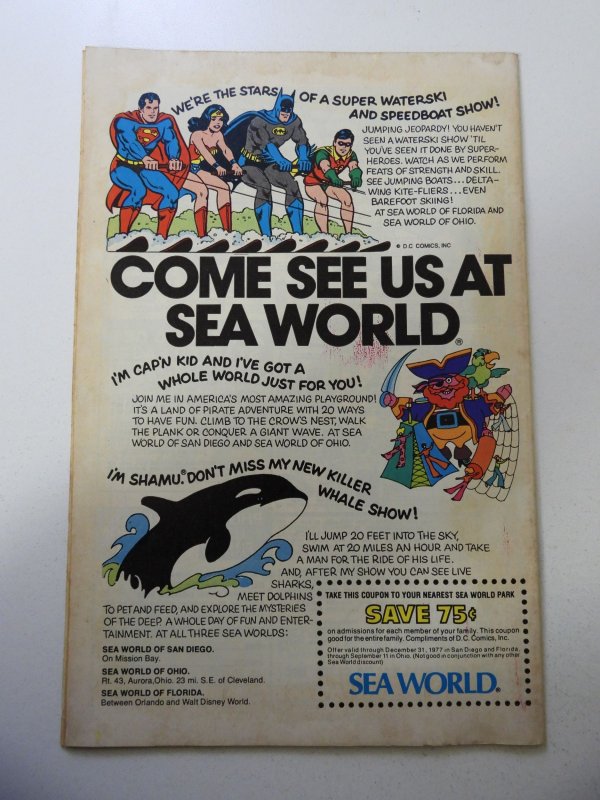 WE'RE THE STARS OF A SUPER WATERSKI
AND SPEEDBOAT SHOW!
JUMPING JEOPARDY! YOU HAVEN'T
SEEN A WATERSKI SHOW 'TIL
YOU'VE SEEN IT DONE BY SUPER-
HEROES. WATCH AS WE PERFORM
FEATS OF STRENGTH AND SKILL.
SEE JUMPING BOATS...DELTA-
WING KITE-FLIERS...EVEN
BAREFOOT SKIING!
AT SEA WORLD OF FLORIDA AND
SEA WORLD OF OHIO.
© D.C. COMICS, INC
COME SEE US AT
SEA WORLD®
I'M CAP'N KID AND I'VE GOT A
WHOLE WORLD JUST FOR YOU!
JOIN ME IN AMERICA'S MOST AMAZING PLAYGROUND!
IT'S A LAND OF PIRATE ADVENTURE WITH 20 WAYS
TO HAVE FUN. CLIMB TO THE CROW'S NEST, WALK
THE PLANK OR CONQUER A GIANT WAVE. AT SEA
WORLD OF SAN DIEGO AND SEA WORLD OF OHIO.
I'M SHAMU.® DON'T MISS MY NEW KILLER
WHALE SHOW!
I'LL JUMP 20 FEET INTO THE SKY,
SWIM AT 20 MILES AN HOUR AND TAKE
A MAN FOR THE RIDE OF HIS LIFE.
AND, AFTER MY SHOW YOU CAN SEE LIVE
SHARKS,
MEET DOLPHINS
TO PET AND FEED, AND EXPLORE THE MYSTERIES
OF THE DEEP. A WHOLE DAY OF FUN AND ENTER-
TAINMENT. AT ALL THREE SEA WORLDS:
SEA WORLD OF SAN DIEGO.
On Mission Bay.
SEA WORLD OF OHIO.
Rt. 43, Aurora, Ohio. 23 mi. S.E. of Cleveland.
SEA WORLD OF FLORIDA.
Between Orlando and Walt Disney World.
TAKE THIS COUPON TO YOUR NEAREST SEA WORLD PARK
SAVE 75¢
on admissions for each member of your family. This coupon
good for the entire family. Compliments of D.C. Comics, Inc.
Offer valid through December 31, 1977 in San Diego and Florida,
through September 11 in Ohio. (Not good in conjunction with any other
Sea World discount)
SEA WORLD®